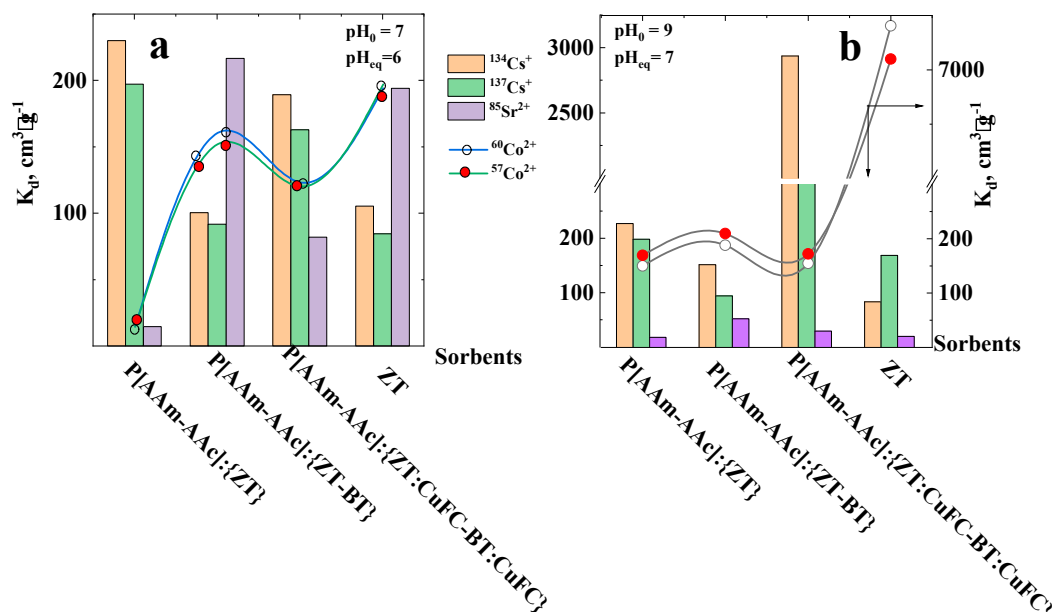 a
pH0 = 7
pHeq=6
134Cs+
137Cs+
85Sr2+
60Co2+
57Co2+
Kd, cm3□g-1
200
100
Sorbents
P[AAm-AAc]:{ZT}
P[AAm-AAc]:{ZT-BT}
P[AAm-AAc]:{ZT:CuFC-BT:CuFC}
ZT
b
pH0 = 9
pHeq = 7
3000
2500
200
100
7000
200
100
Kd, cm3□g-1
Sorbents
P[AAm-AAc]:{ZT}
P[AAm-AAc]:{ZT-BT}
P[AAm-AAc]:{ZT:CuFC-BT:CuFC}
ZT